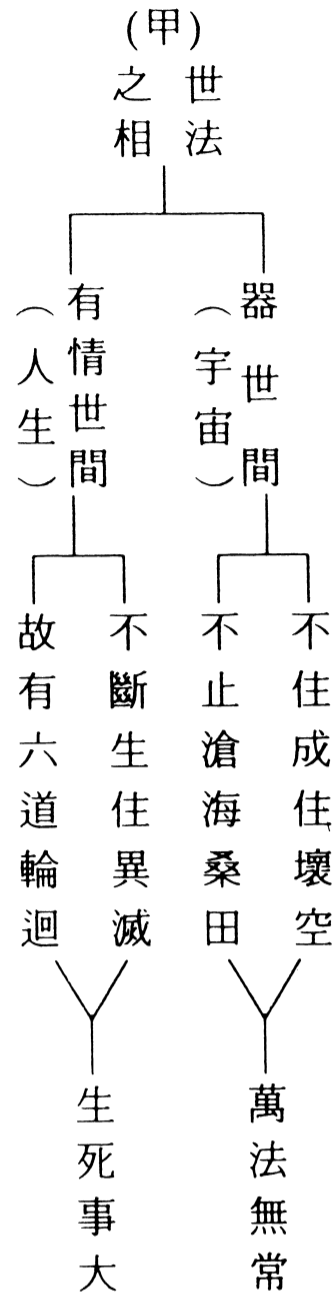 (甲)
世法
之相
器世間
（宇宙）
不住成住壞空
不止滄海桑田
萬法無常
有情世間
（人生）
不斷生住異滅
故有六道輪迴
生死事大